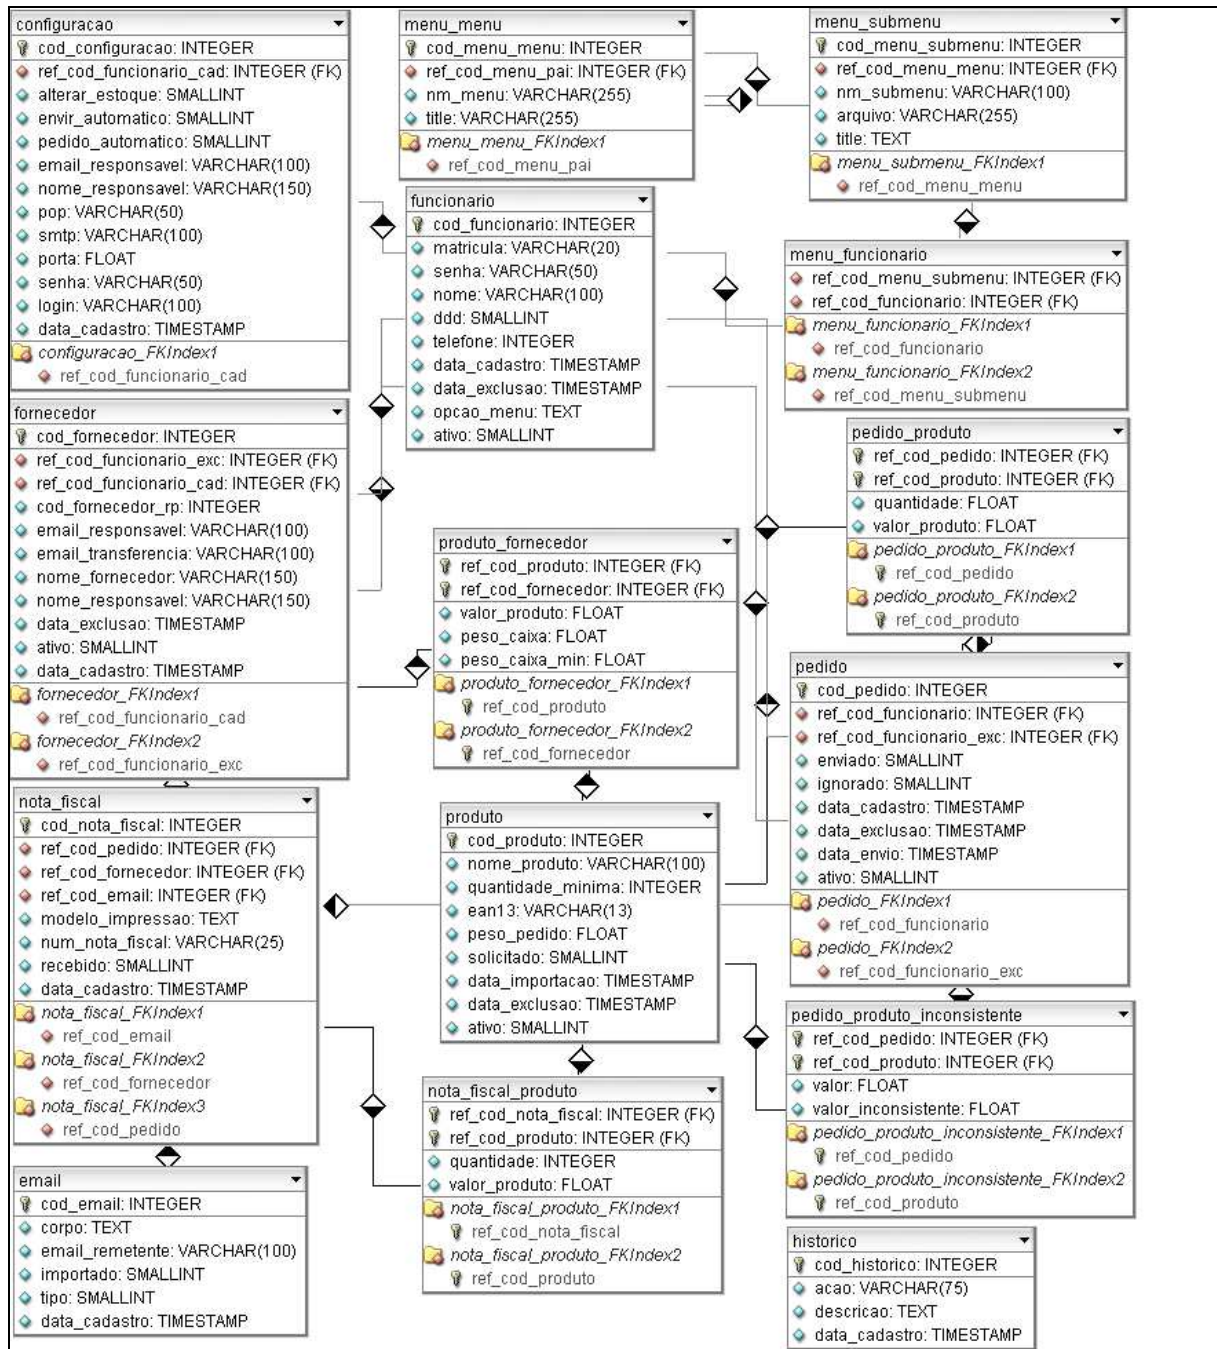 configuracao
cod_configuracao: INTEGER
ref_cod_funcionario_cad: INTEGER (FK)
alterar_estoque: SMALLINT
envir_automatico: SMALLINT
pedido_automatico: SMALLINT
email_responsavel: VARCHAR(100)
nome_responsavel: VARCHAR(150)
pop: VARCHAR(50)
smtp: VARCHAR(100)
porta: FLOAT
senha: VARCHAR(50)
login: VARCHAR(100)
data_cadastro: TIMESTAMP
configuracao_FKIndex1
ref_cod_funcionario_cad
menu_menu
cod_menu_menu: INTEGER
ref_cod_menu_pai: INTEGER (FK)
nm_menu: VARCHAR(255)
title: VARCHAR(255)
menu_menu_FKIndex1
ref_cod_menu_pai
menu_submenu
cod_menu_submenu: INTEGER
ref_cod_menu_menu: INTEGER (FK)
nm_submenu: VARCHAR(100)
arquivo: VARCHAR(255)
title: TEXT
menu_submenu_FKIndex1
ref_cod_menu_menu
funcionario
cod_funcionario: INTEGER
matricula: VARCHAR(20)
senha: VARCHAR(50)
nome: VARCHAR(100)
ddd: SMALLINT
telefone: INTEGER
data_cadastro: TIMESTAMP
data_exclusao: TIMESTAMP
opcao_menu: TEXT
ativo: SMALLINT
menu_funcionario
ref_cod_menu_submenu: INTEGER (FK)
ref_cod_funcionario: INTEGER (FK)
menu_funcionario_FKIndex1
ref_cod_funcionario
menu_funcionario_FKIndex2
ref_cod_menu_submenu
fornecedor
cod_fornecedor: INTEGER
ref_cod_funcionario_exc: INTEGER (FK)
ref_cod_funcionario_cad: INTEGER (FK)
cod_fornecedor_rp: INTEGER
email_responsavel: VARCHAR(100)
email_transferencia: VARCHAR(100)
nome_fornecedor: VARCHAR(150)
nome_responsavel: VARCHAR(150)
data_exclusao: TIMESTAMP
ativo: SMALLINT
data_cadastro: TIMESTAMP
fornecedor_FKIndex1
ref_cod_funcionario_cad
fornecedor_FKIndex2
ref_cod_funcionario_exc
pedido_produto
ref_cod_pedido: INTEGER (FK)
ref_cod_produto: INTEGER (FK)
quantidade: FLOAT
valor_produto: FLOAT
pedido_produto_FKIndex1
ref_cod_pedido
pedido_produto_FKIndex2
ref_cod_produto
produto_fornecedor
ref_cod_produto: INTEGER (FK)
ref_cod_fornecedor: INTEGER (FK)
valor_produto: FLOAT
peso_caixa: FLOAT
peso_caixa_min: FLOAT
produto_fornecedor_FKIndex1
ref_cod_produto
produto_fornecedor_FKIndex2
ref_cod_fornecedor
pedido
cod_pedido: INTEGER
ref_cod_funcionario: INTEGER (FK)
ref_cod_funcionario_exc: INTEGER (FK)
enviado: SMALLINT
ignorado: SMALLINT
data_cadastro: TIMESTAMP
data_exclusao: TIMESTAMP
data_envio: TIMESTAMP
ativo: SMALLINT
pedido_FKIndex1
ref_cod_funcionario
pedido_FKIndex2
ref_cod_funcionario_exc
nota_fiscal
cod_nota_fiscal: INTEGER
ref_cod_pedido: INTEGER (FK)
ref_cod_fornecedor: INTEGER (FK)
ref_cod_email: INTEGER (FK)
modelo_impressao: TEXT
num_nota_fiscal: VARCHAR(25)
recebido: SMALLINT
data_cadastro: TIMESTAMP
nota_fiscal_FKIndex1
ref_cod_email
nota_fiscal_FKIndex2
ref_cod_fornecedor
nota_fiscal_FKIndex3
ref_cod_pedido
produto
cod_produto: INTEGER
nome_produto: VARCHAR(100)
quantidade_minima: INTEGER
ean13: VARCHAR(13)
peso_pedido: FLOAT
solicitado: SMALLINT
data_importacao: TIMESTAMP
data_exclusao: TIMESTAMP
ativo: SMALLINT
pedido_produto_inconsistente
ref_cod_pedido: INTEGER (FK)
ref_cod_produto: INTEGER (FK)
valor: FLOAT
valor_inconsistente: FLOAT
pedido_produto_inconsistente_FKIndex1
ref_cod_pedido
pedido_produto_inconsistente_FKIndex2
ref_cod_produto
nota_fiscal_produto
ref_cod_nota_fiscal: INTEGER (FK)
ref_cod_produto: INTEGER (FK)
quantidade: INTEGER
valor_produto: FLOAT
nota_fiscal_produto_FKIndex1
ref_cod_nota_fiscal
nota_fiscal_produto_FKIndex2
ref_cod_produto
email
cod_email: INTEGER
corpo: TEXT
email_remetente: VARCHAR(100)
importado: SMALLINT
tipo: SMALLINT
data_cadastro: TIMESTAMP
historico
cod_historico: INTEGER
acao: VARCHAR(75)
descricao: TEXT
data_cadastro: TIMESTAMP